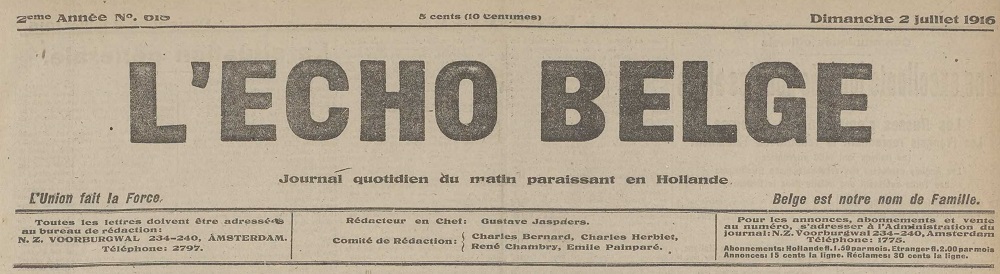 2eme Année No.
5 cents (10 Centimes)
Dimanche 2 juillet 1916
L'ECHO BELGE
Journal quotidien du matin paraissant en Hollande.
L'Union fait la Force.
Belge est notre nom de Famille.
Toutes les lettres doivent être adressées
au bureau de rédaction:
N. Z. VOORBURGWAL 234-240, AMSTERDAM.
Téléphone: 2797.
Rédacteur en Chef: Gustave Jaspaers.
Comité de Rédaction: { Charles Bernard, Charles Herbiet,
René Chambry, Emile Painparé.
Pour les annonces, abonnements et vente
au numéro, s'adresser à l'Administration du
journal: N. Z. Voorburgwal 234-240, Amsterdam
Téléphone: 1775.
Abonnements: Hollande fl. 1.50 par mois. Etranger fl. 2.00 par mois
Annonces: 15 cents la ligne. Réclames: 30 cents la ligne.